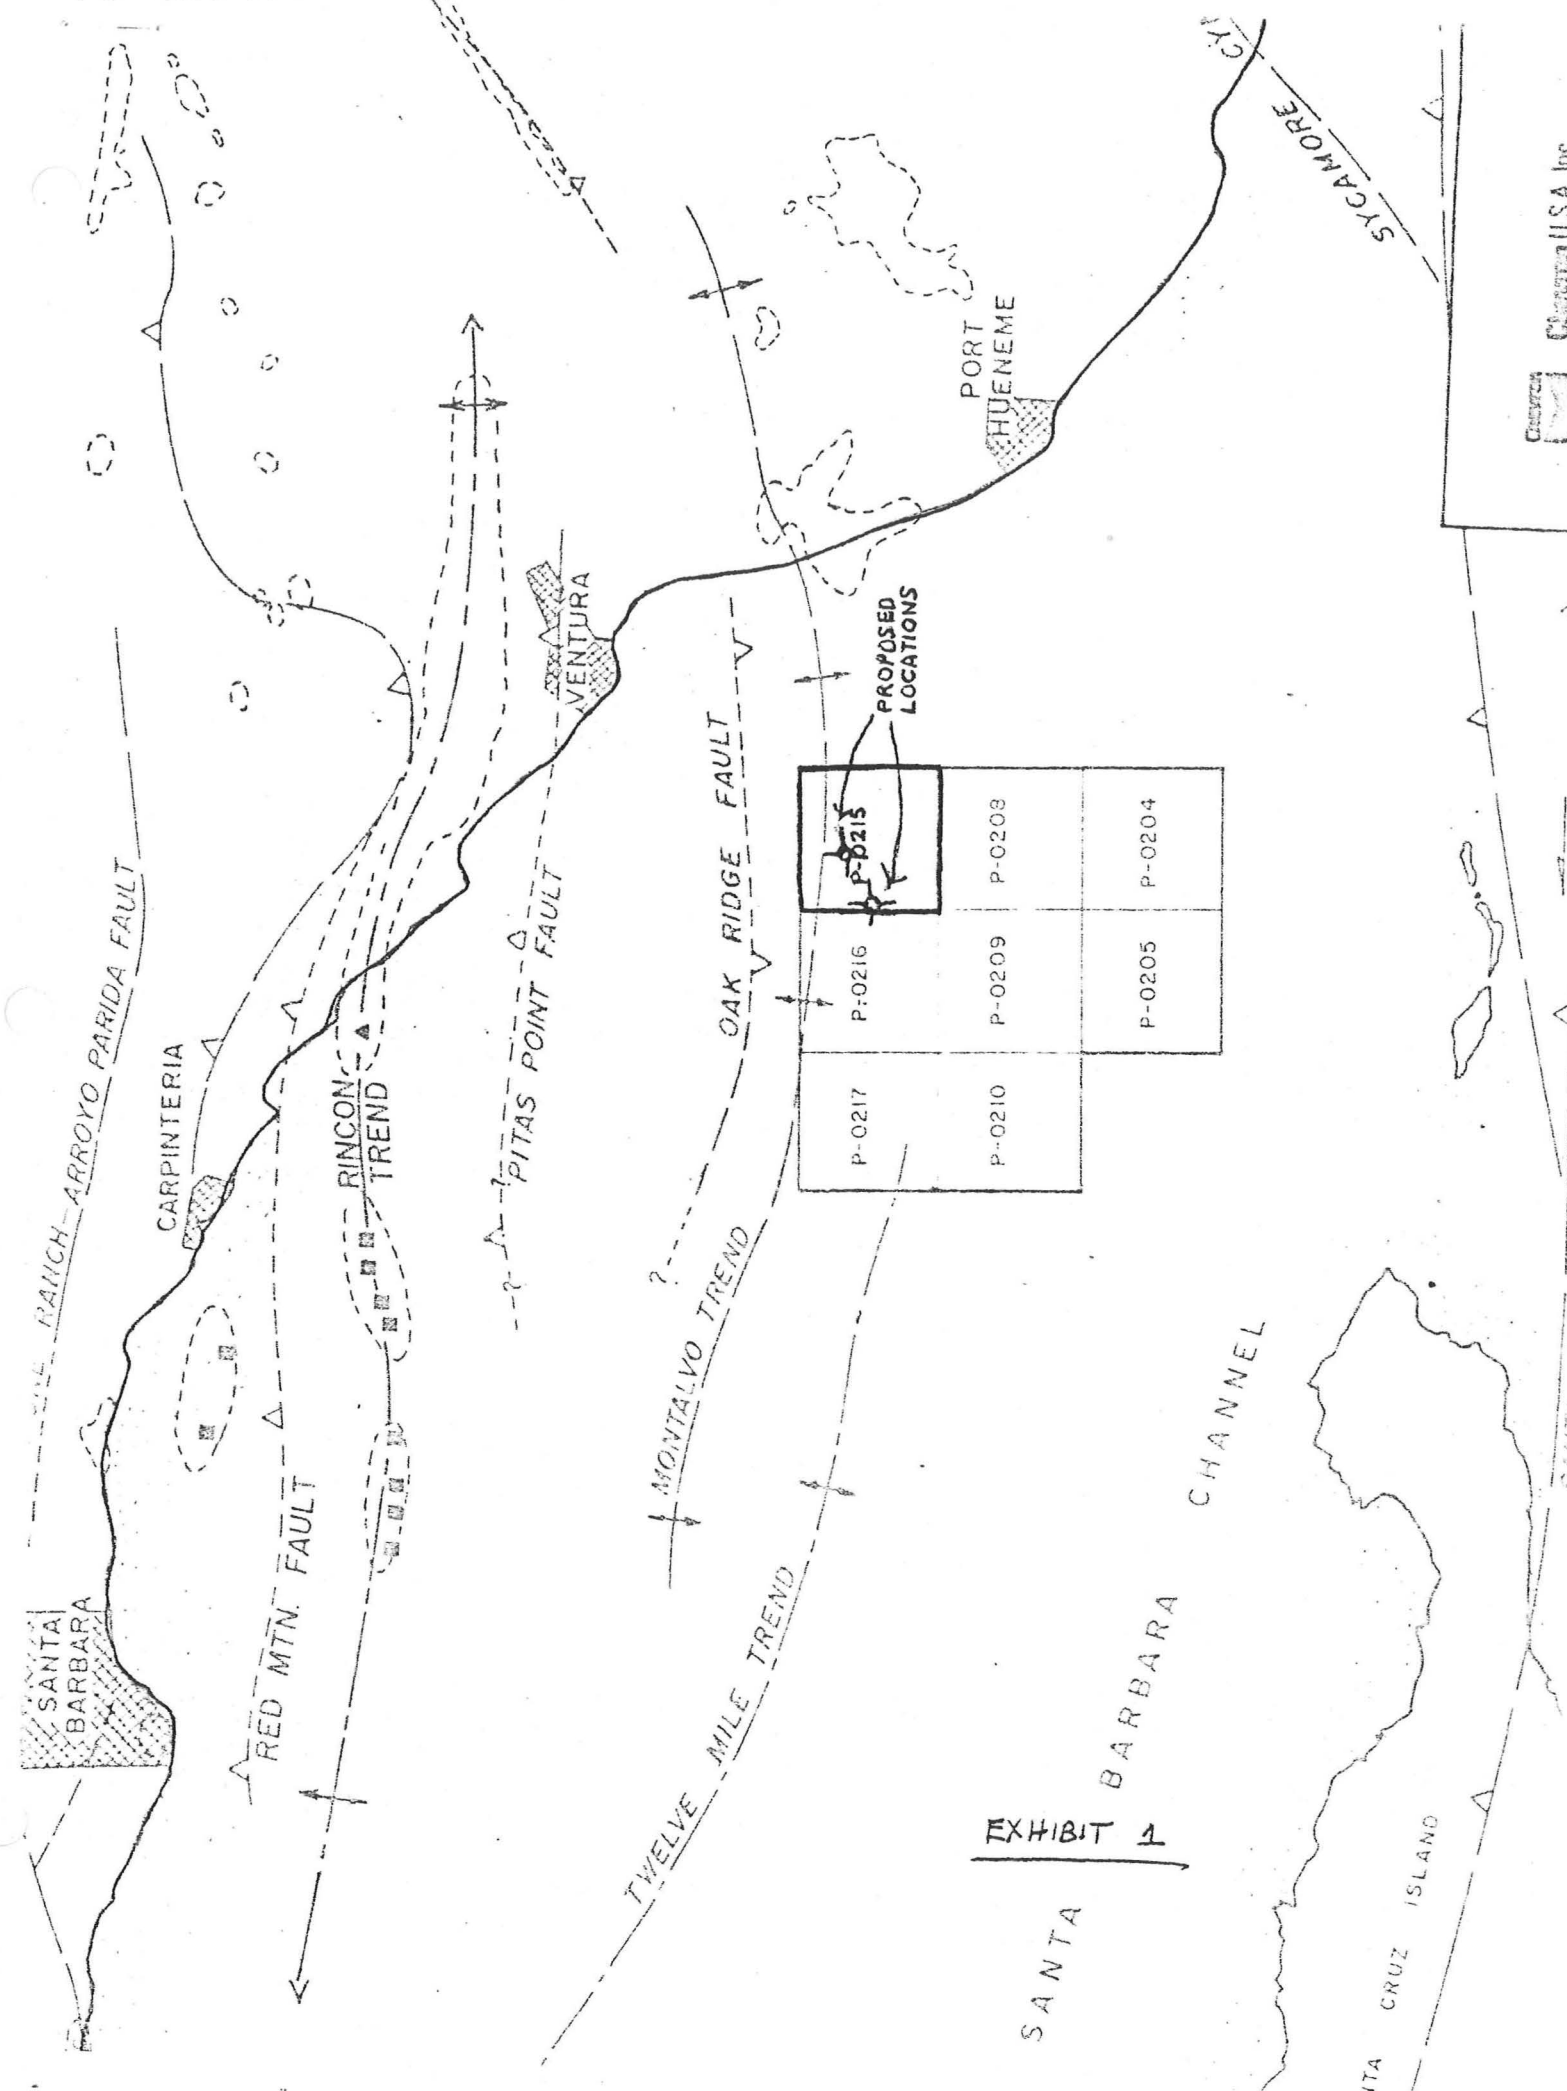 SANTA
BARBARA
RANCH-ARROYO PARIDA FAULT
CARPINTERIA
RED MTN. FAULT
RINCON
TREND
? ?
PITAS POINT FAULT
VENTURA
?
OAK RIDGE FAULT
MONTALVO TREND
TWELVE MILE TREND
PROPOSED
LOCATIONS
PORT
HUENEME
P-0217
P-0216
P-0215
P-0210
P-0209
P-0208
P-0205
P-0204
SANTA BARBARA CHANNEL
EXHIBIT 1
CRUZ ISLAND
SYCAMORE
U.S.A. Inc.